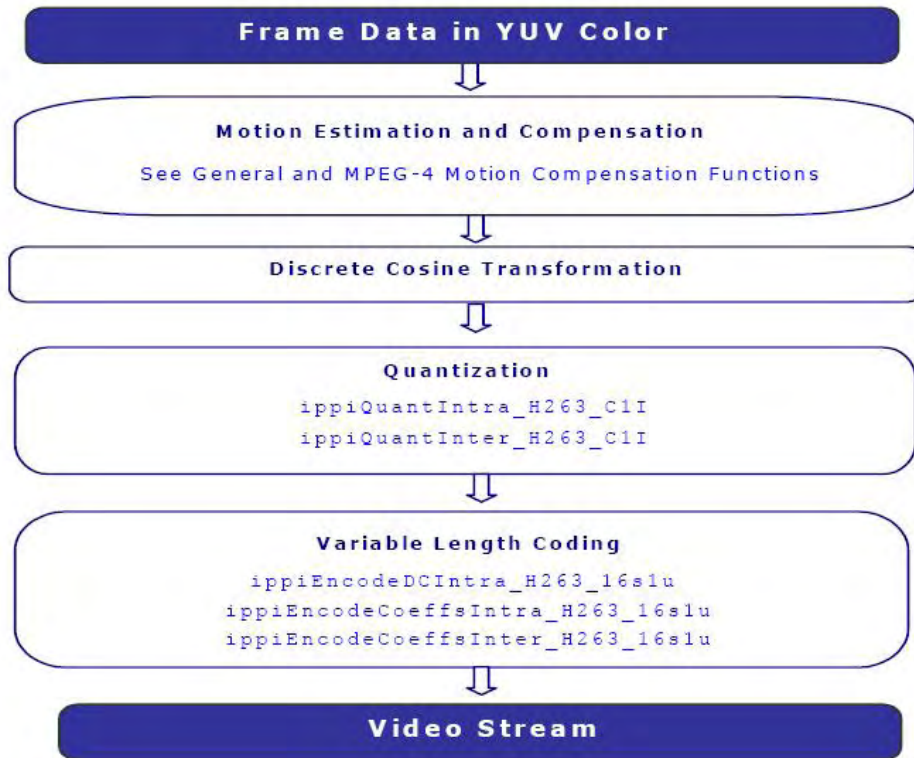 Frame Data in YUV Color
Motion Estimation and Compensation
See General and MPEG-4 Motion Compensation Functions
Discrete Cosine Transformation
Quantization
ippiQuantIntra_H263_C1I
ippiQuantInter_H263_C1I
Variable Length Coding
ippiEncodeDCIntra_H263_16s1u
ippiEncodeCoeffsIntra_H263_16s1u
ippiEncodeCoeffsInter_H263_16s1u
Video Stream